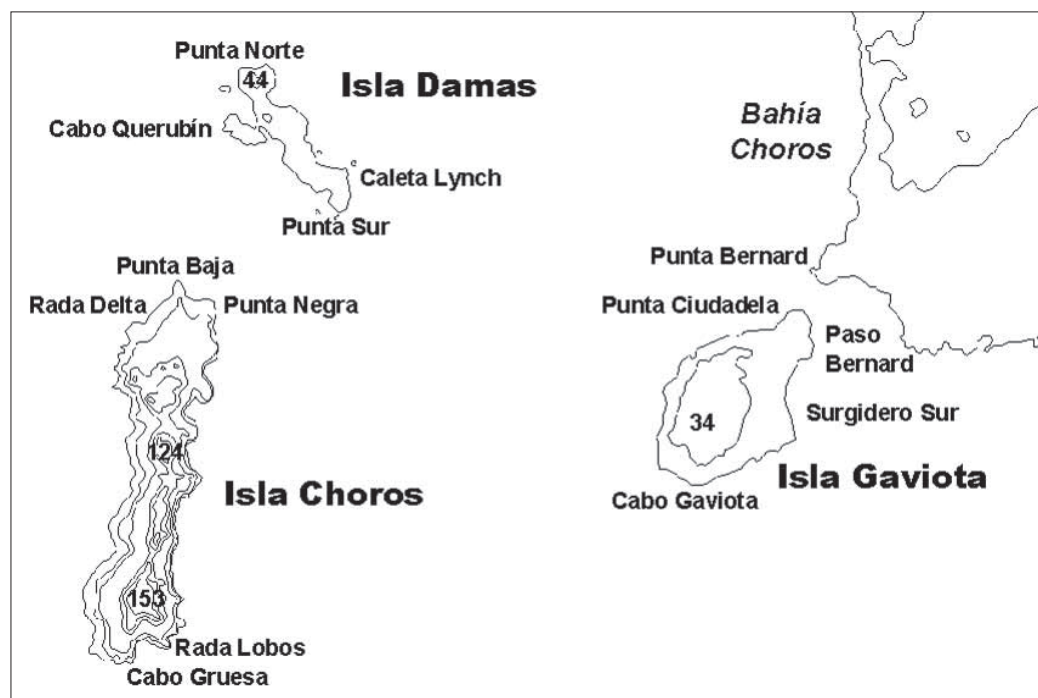 Punta Norte
44
Isla Damas
Cabo Querubín
Caleta Lynch
Punta Sur
Bahía
Choros
Punta Baja
Rada Delta
Punta Negra
Punta Bernard
Punta Ciudadela
Paso
Bernard
34
Surgidero Sur
124
Isla Choros
Isla Gaviota
Cabo Gaviota
153
Rada Lobos
Cabo Gruesa